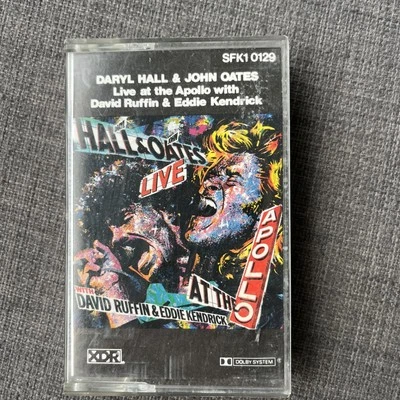 SFK1 0129
DARYL HALL & JOHN OATES
Live at the Apollo with
David Ruffin & Eddie Kendrick
HALL & OATES
LIVE
AT THE
APOLLO
WITH
DAVID RUFFIN & EDDIE KENDRICK
XDR
DOLBY SYSTEM